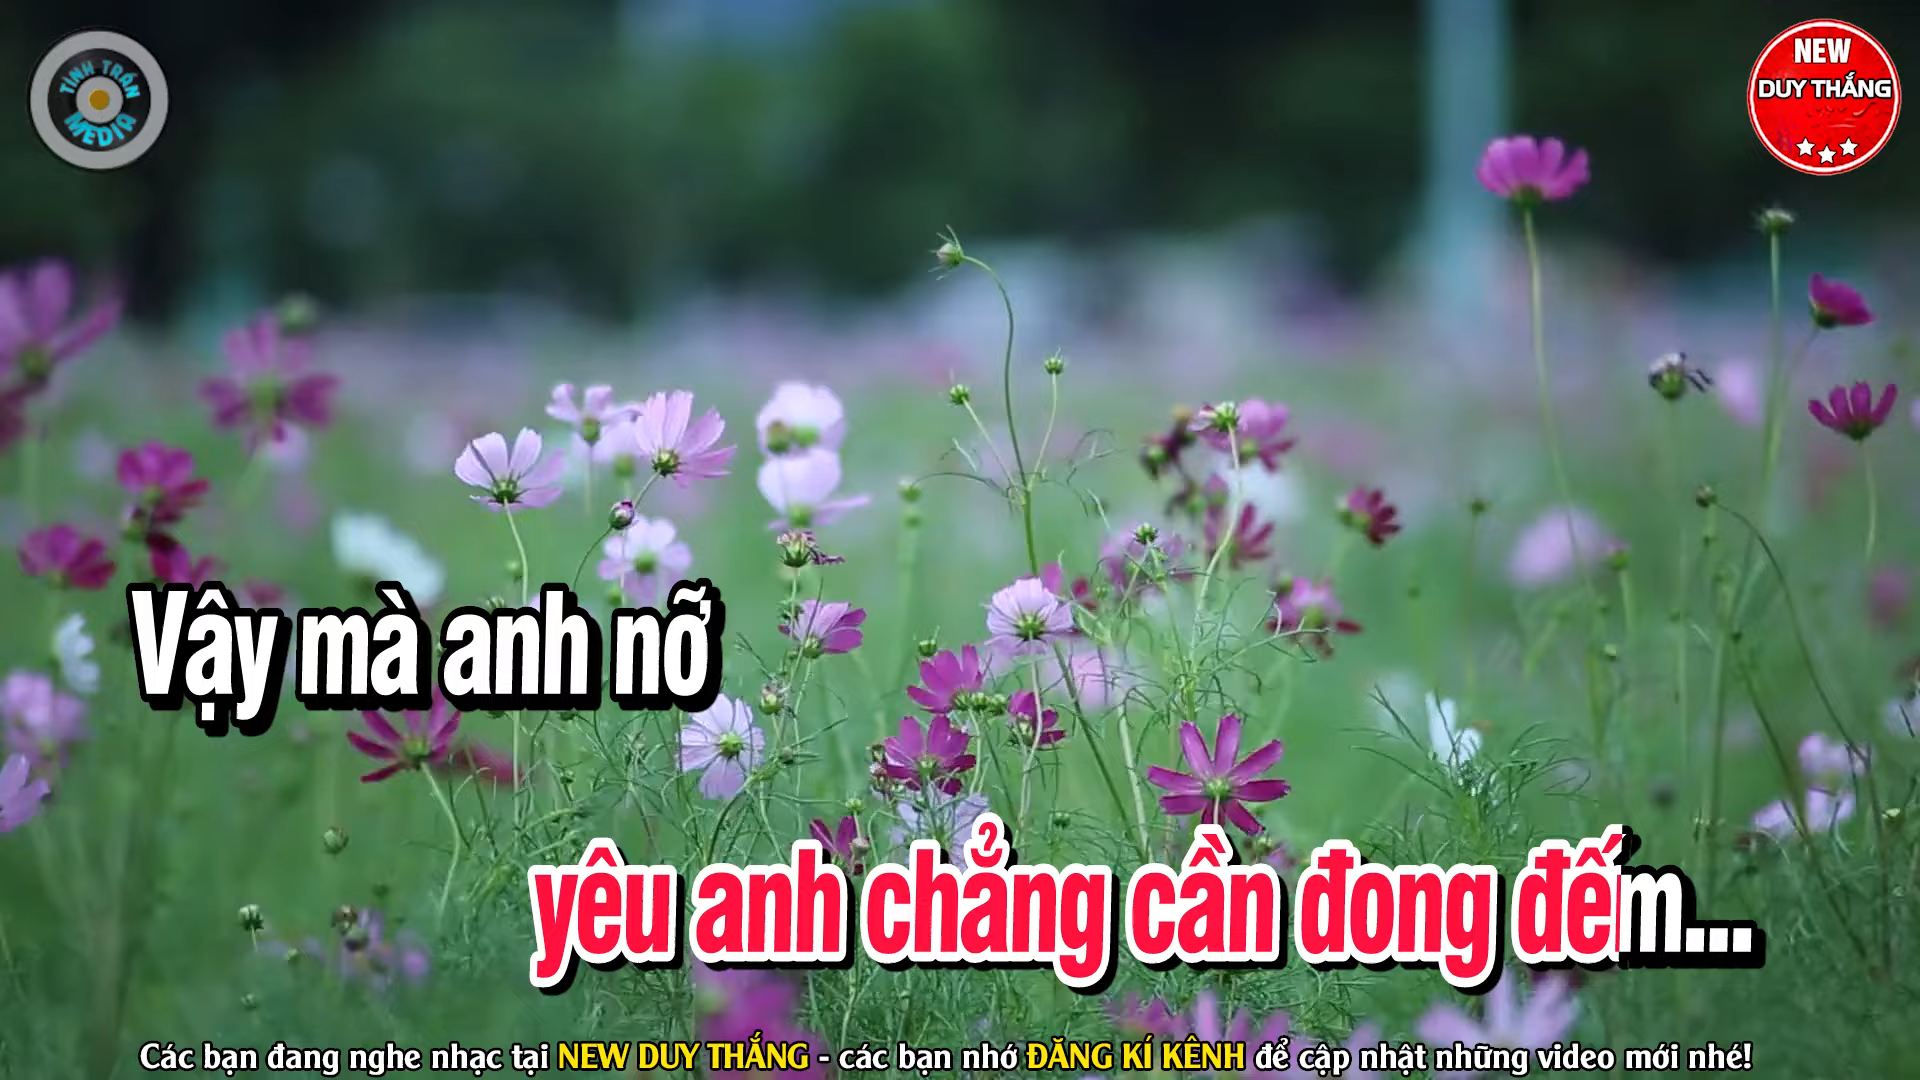 TÌNH TRẦN
MEDIA
NEW
DUY THẮNG
Vậy mà anh nỡ
yêu anh chẳng cần đong đếm...
Các bạn đang nghe nhạc tại NEW DUY THẮNG - các bạn nhớ ĐĂNG KÍ KÊNH để cập nhật những video mới nhé!